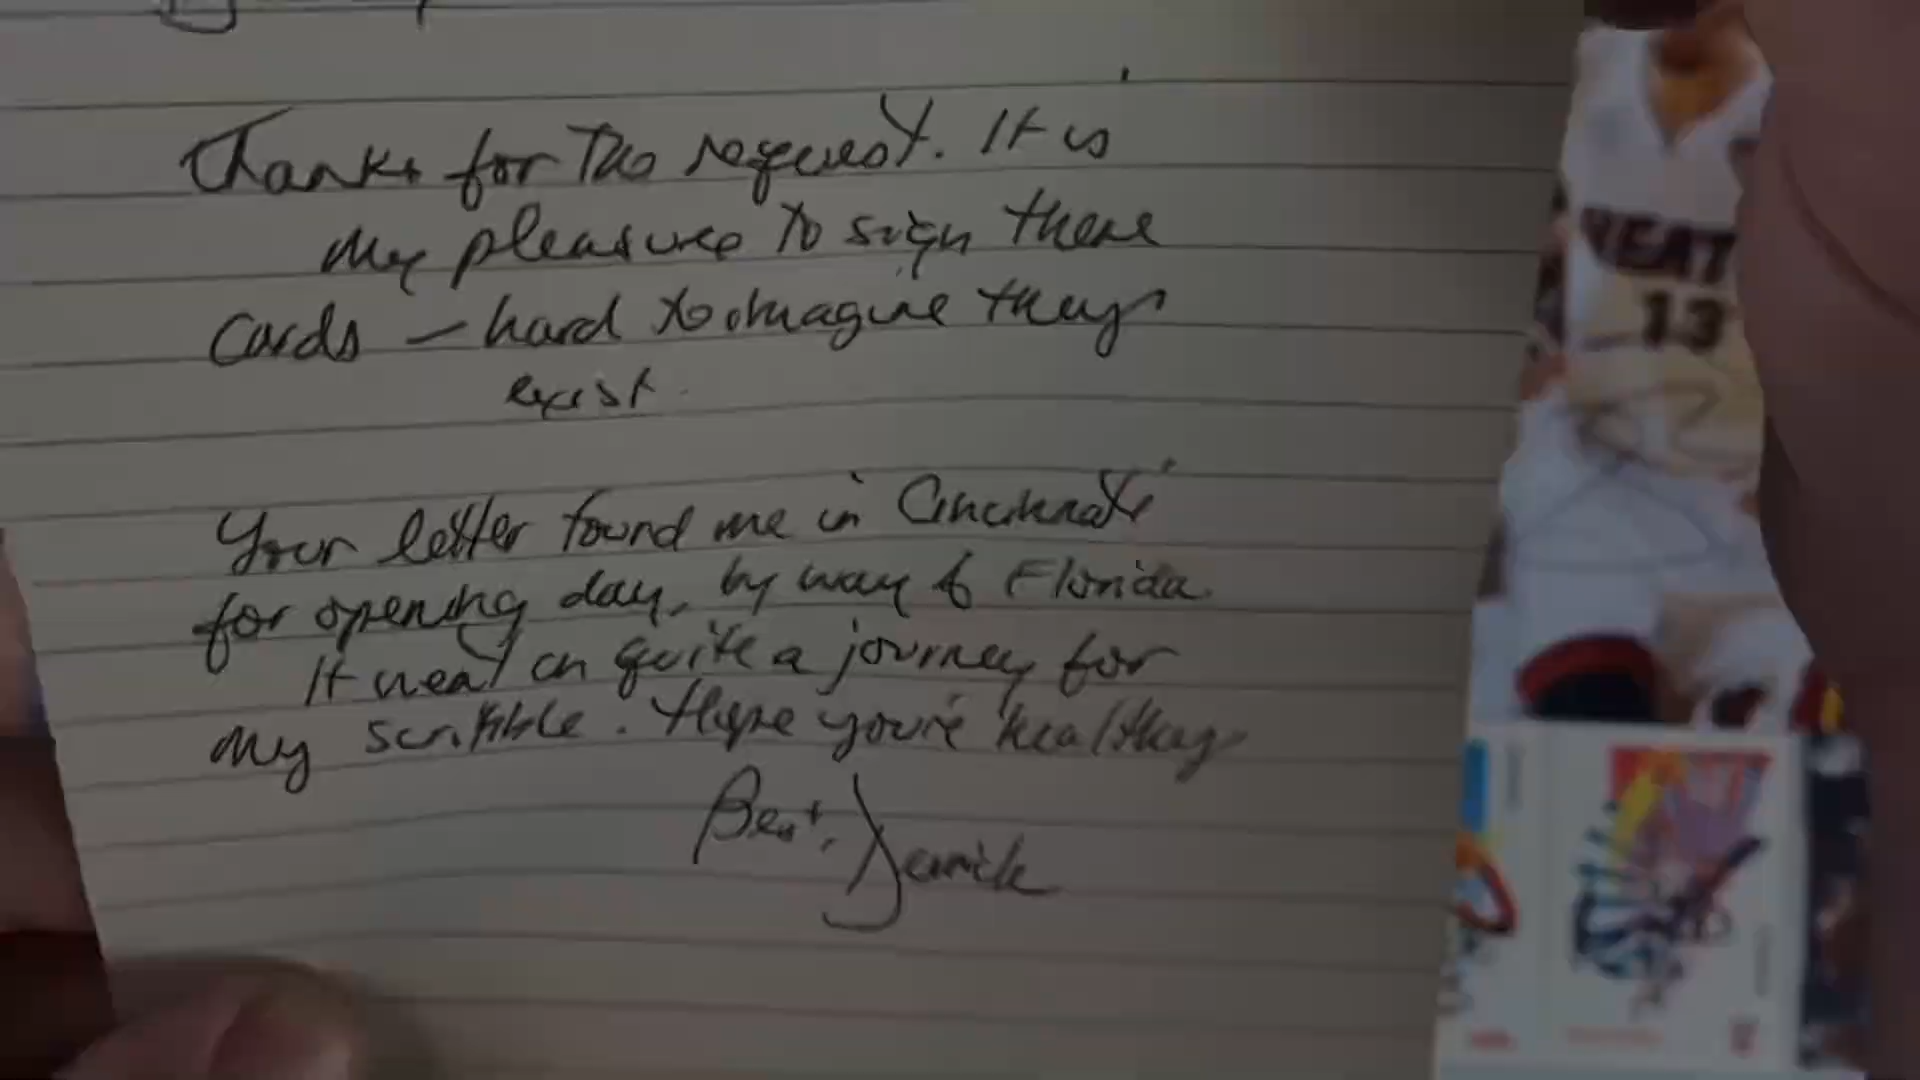 Thanks for the request. It is
my pleasure to sign these
cards — hard to imagine they
exist.
Your letter found me in Cincinnati
for opening day, by way of Florida.
It went on quite a journey for
my scribble. Hope you're healthy
Best, Derrick
HEAT
13